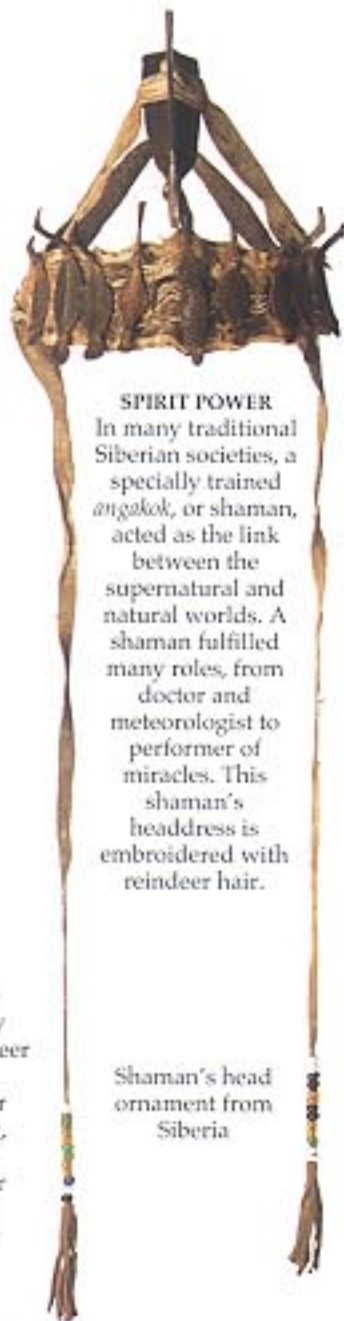 SPIRIT POWER
In many traditional
Siberian societies, a
specially trained
angakok, or shaman,
acted as the link
between the
supernatural and
natural worlds. A
shaman fulfilled
many roles, from
doctor and
meteorologist to
performer of
miracles. This
shaman's
headdress is
embroidered with
reindeer hair.
Shaman's head
ornament from
Siberia